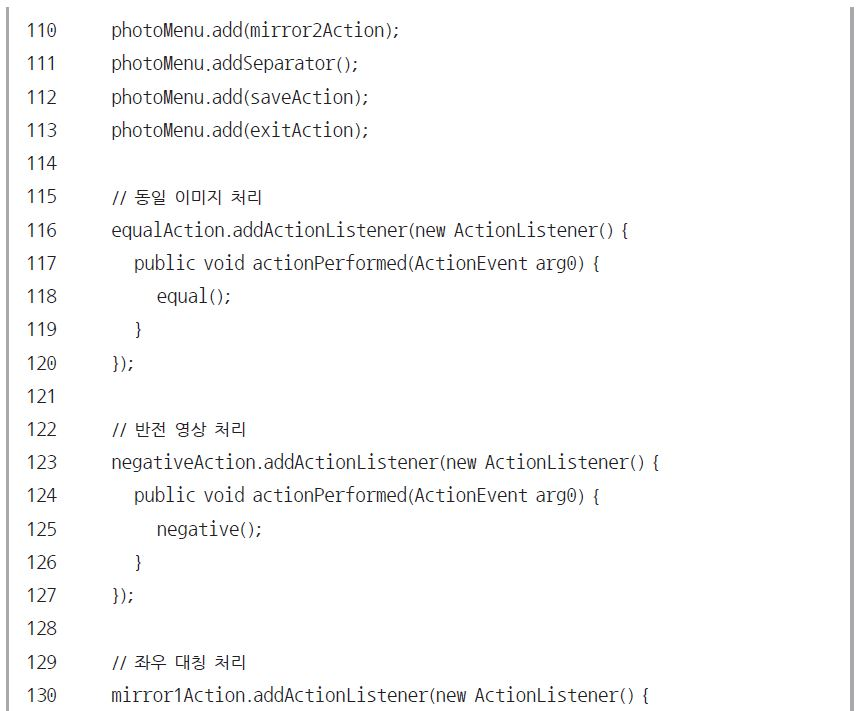 110 photoMenu.add(mirror2Action);
111 photoMenu.addSeparator();
112 photoMenu.add(saveAction);
113 photoMenu.add(exitAction);
114
115 // 동일 이미지 처리
116 equalAction.addActionListener(new ActionListener() {
117 public void actionPerformed(ActionEvent arg0) {
118 equal();
119 }
120 });
121
122 // 반전 영상 처리
123 negativeAction.addActionListener(new ActionListener() {
124 public void actionPerformed(ActionEvent arg0) {
125 negative();
126 }
127 });
128
129 // 좌우 대칭 처리
130 mirror1Action.addActionListener(new ActionListener() {